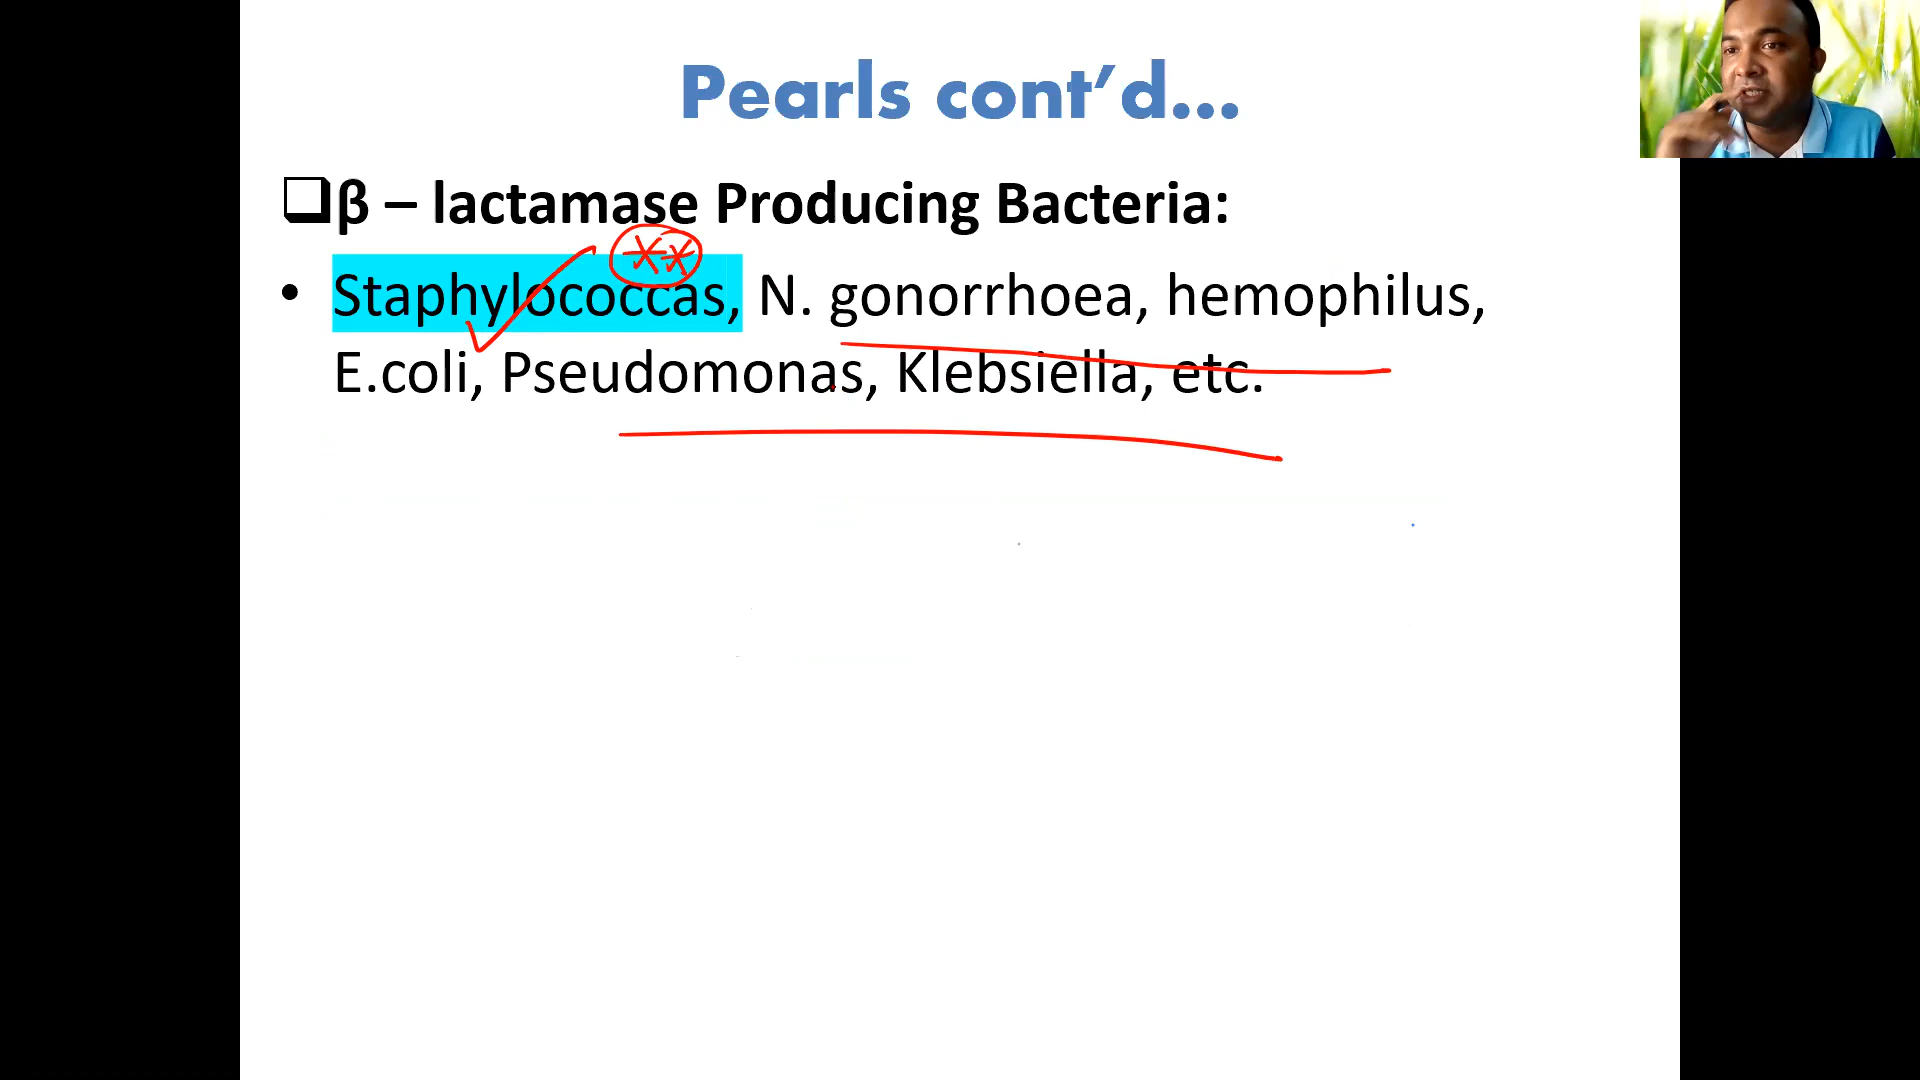 Pearls cont’d...
β – lactamase Producing Bacteria:
• Staphylococcas, N. gonorrhoea, hemophilus,
E.coli, Pseudomonas, Klebsiella, etc.